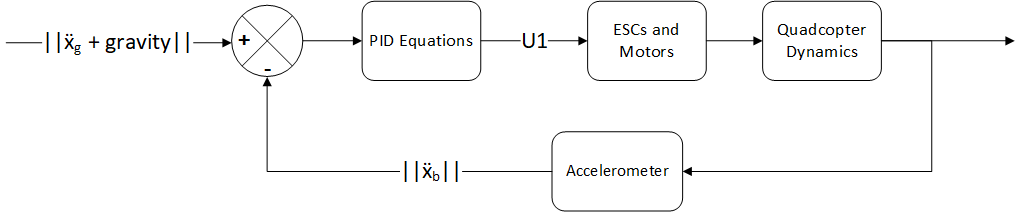 ||ẍg + gravity||
+
-
PID Equations
U1
ESCs and
Motors
Quadcopter
Dynamics
||ẍb||
Accelerometer